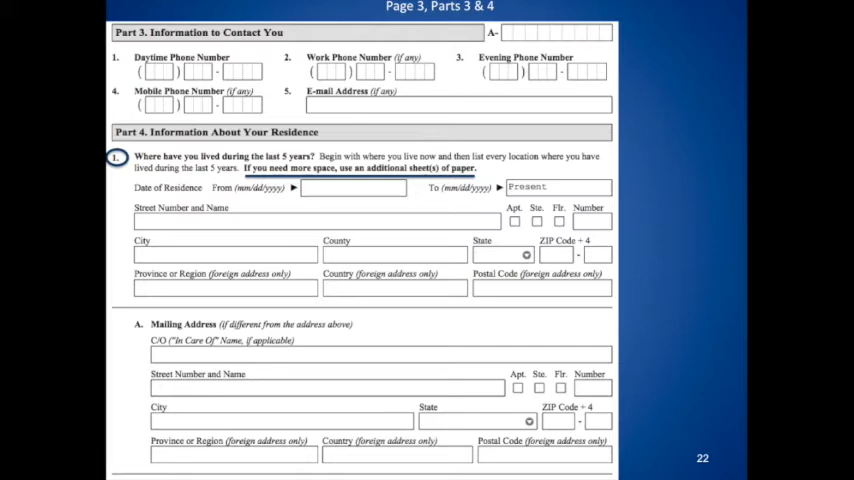 Page 3, Parts 3 & 4
Part 3. Information to Contact You
A-
1. Daytime Phone Number
2. Work Phone Number (if any)
3. Evening Phone Number
( ) -
( ) -
( ) -
4. Mobile Phone Number (if any)
5. E-mail Address (if any)
( ) -
Part 4. Information About Your Residence
1. Where have you lived during the last 5 years? Begin with where you live now and then list every location where you have
lived during the last 5 years. If you need more space, use an additional sheet(s) of paper.
Date of Residence From (mm/dd/yyyy) ► To (mm/dd/yyyy) ► Present
Street Number and Name Apt. Ste. Flr. Number
City County State ZIP Code + 4
-
Province or Region (foreign address only) Country (foreign address only) Postal Code (foreign address only)
A. Mailing Address (if different from the address above)
C/O ("In Care Of" Name, if applicable)
Street Number and Name Apt. Ste. Flr. Number
City State ZIP Code + 4
-
Province or Region (foreign address only) Country (foreign address only) Postal Code (foreign address only)
22